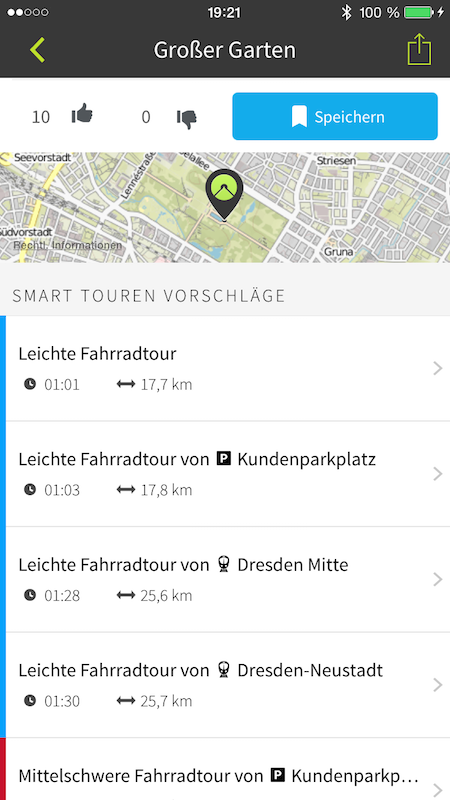 19:21 100 %
Großer Garten
10 0 Speichern
Seevorstadt
Lennéstraße
Striesen
Südvorstadt
Rechtl. Informationen
Gruna
SMART TOUREN VORSCHLÄGE
Leichte Fahrradtour
01:01 17,7 km
Leichte Fahrradtour von P Kundenparkplatz
01:03 17,8 km
Leichte Fahrradtour von Dresden Mitte
01:28 25,6 km
Leichte Fahrradtour von Dresden-Neustadt
01:30 25,7 km
Mittelschwere Fahrradtour von P Kundenparkp...